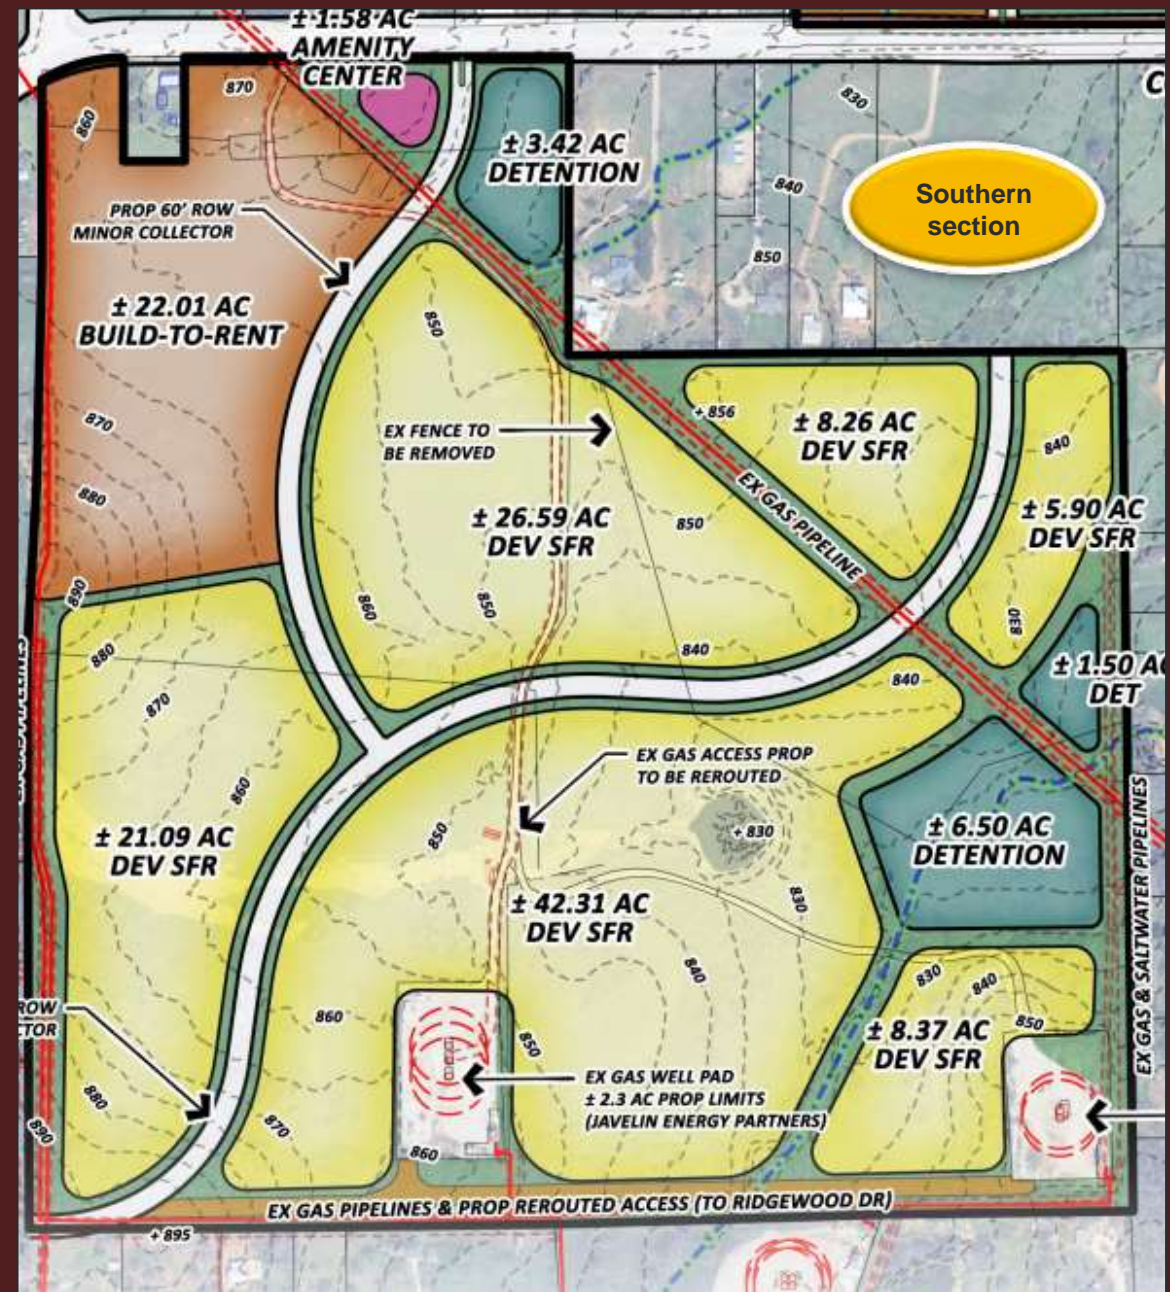 ± 1.58 AC
AMENITY
CENTER
870
860
830
C
± 3.42 AC
DETENTION
840
Southern
section
PROP 60' ROW
MINOR COLLECTOR
850
± 22.01 AC
BUILD-TO-RENT
850
870
EX FENCE TO
BE REMOVED
+ 856
± 8.26 AC
DEV SFR
840
880
EX GAS PIPELINE
± 26.59 AC
DEV SFR
850
± 5.90 AC
DEV SFR
890
860
850
830
880
840
840
± 1.50 AC
DET
870
EX GAS ACCESS PROP
TO BE REROUTED
860
850
+ 830
± 21.09 AC
DEV SFR
± 6.50 AC
DETENTION
EX GAS & SALTWATER PIPELINES
± 42.31 AC
DEV SFR
830
840
830
840
ROW
CTOR
860
850
850
± 8.37 AC
DEV SFR
EX GAS WELL PAD
± 2.3 AC PROP LIMITS
(JAVELIN ENERGY PARTNERS)
880
890
870
860
EX GAS PIPELINES & PROP REROUTED ACCESS (TO RIDGEWOOD DR)
+ 895